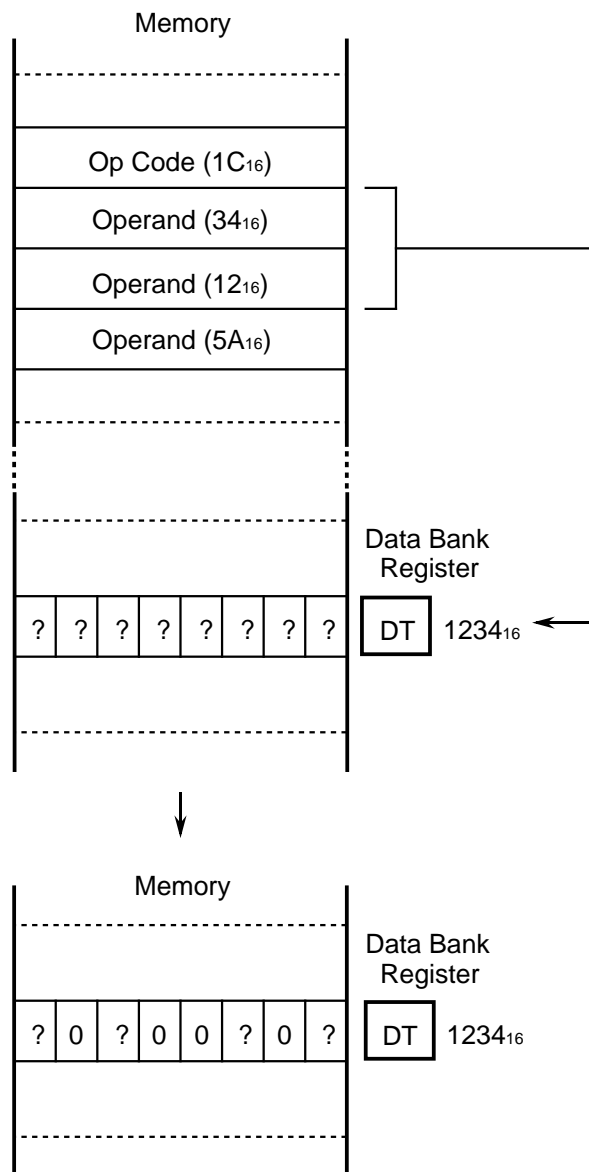 Memory
Op Code (1C₁₆)
Operand (34₁₆)
Operand (12₁₆)
Operand (5A₁₆)
Data Bank
Register
? ? ? ? ? ? ? ? DT 1234₁₆
Memory
Data Bank
Register
? 0 ? 0 0 ? 0 ? DT 1234₁₆